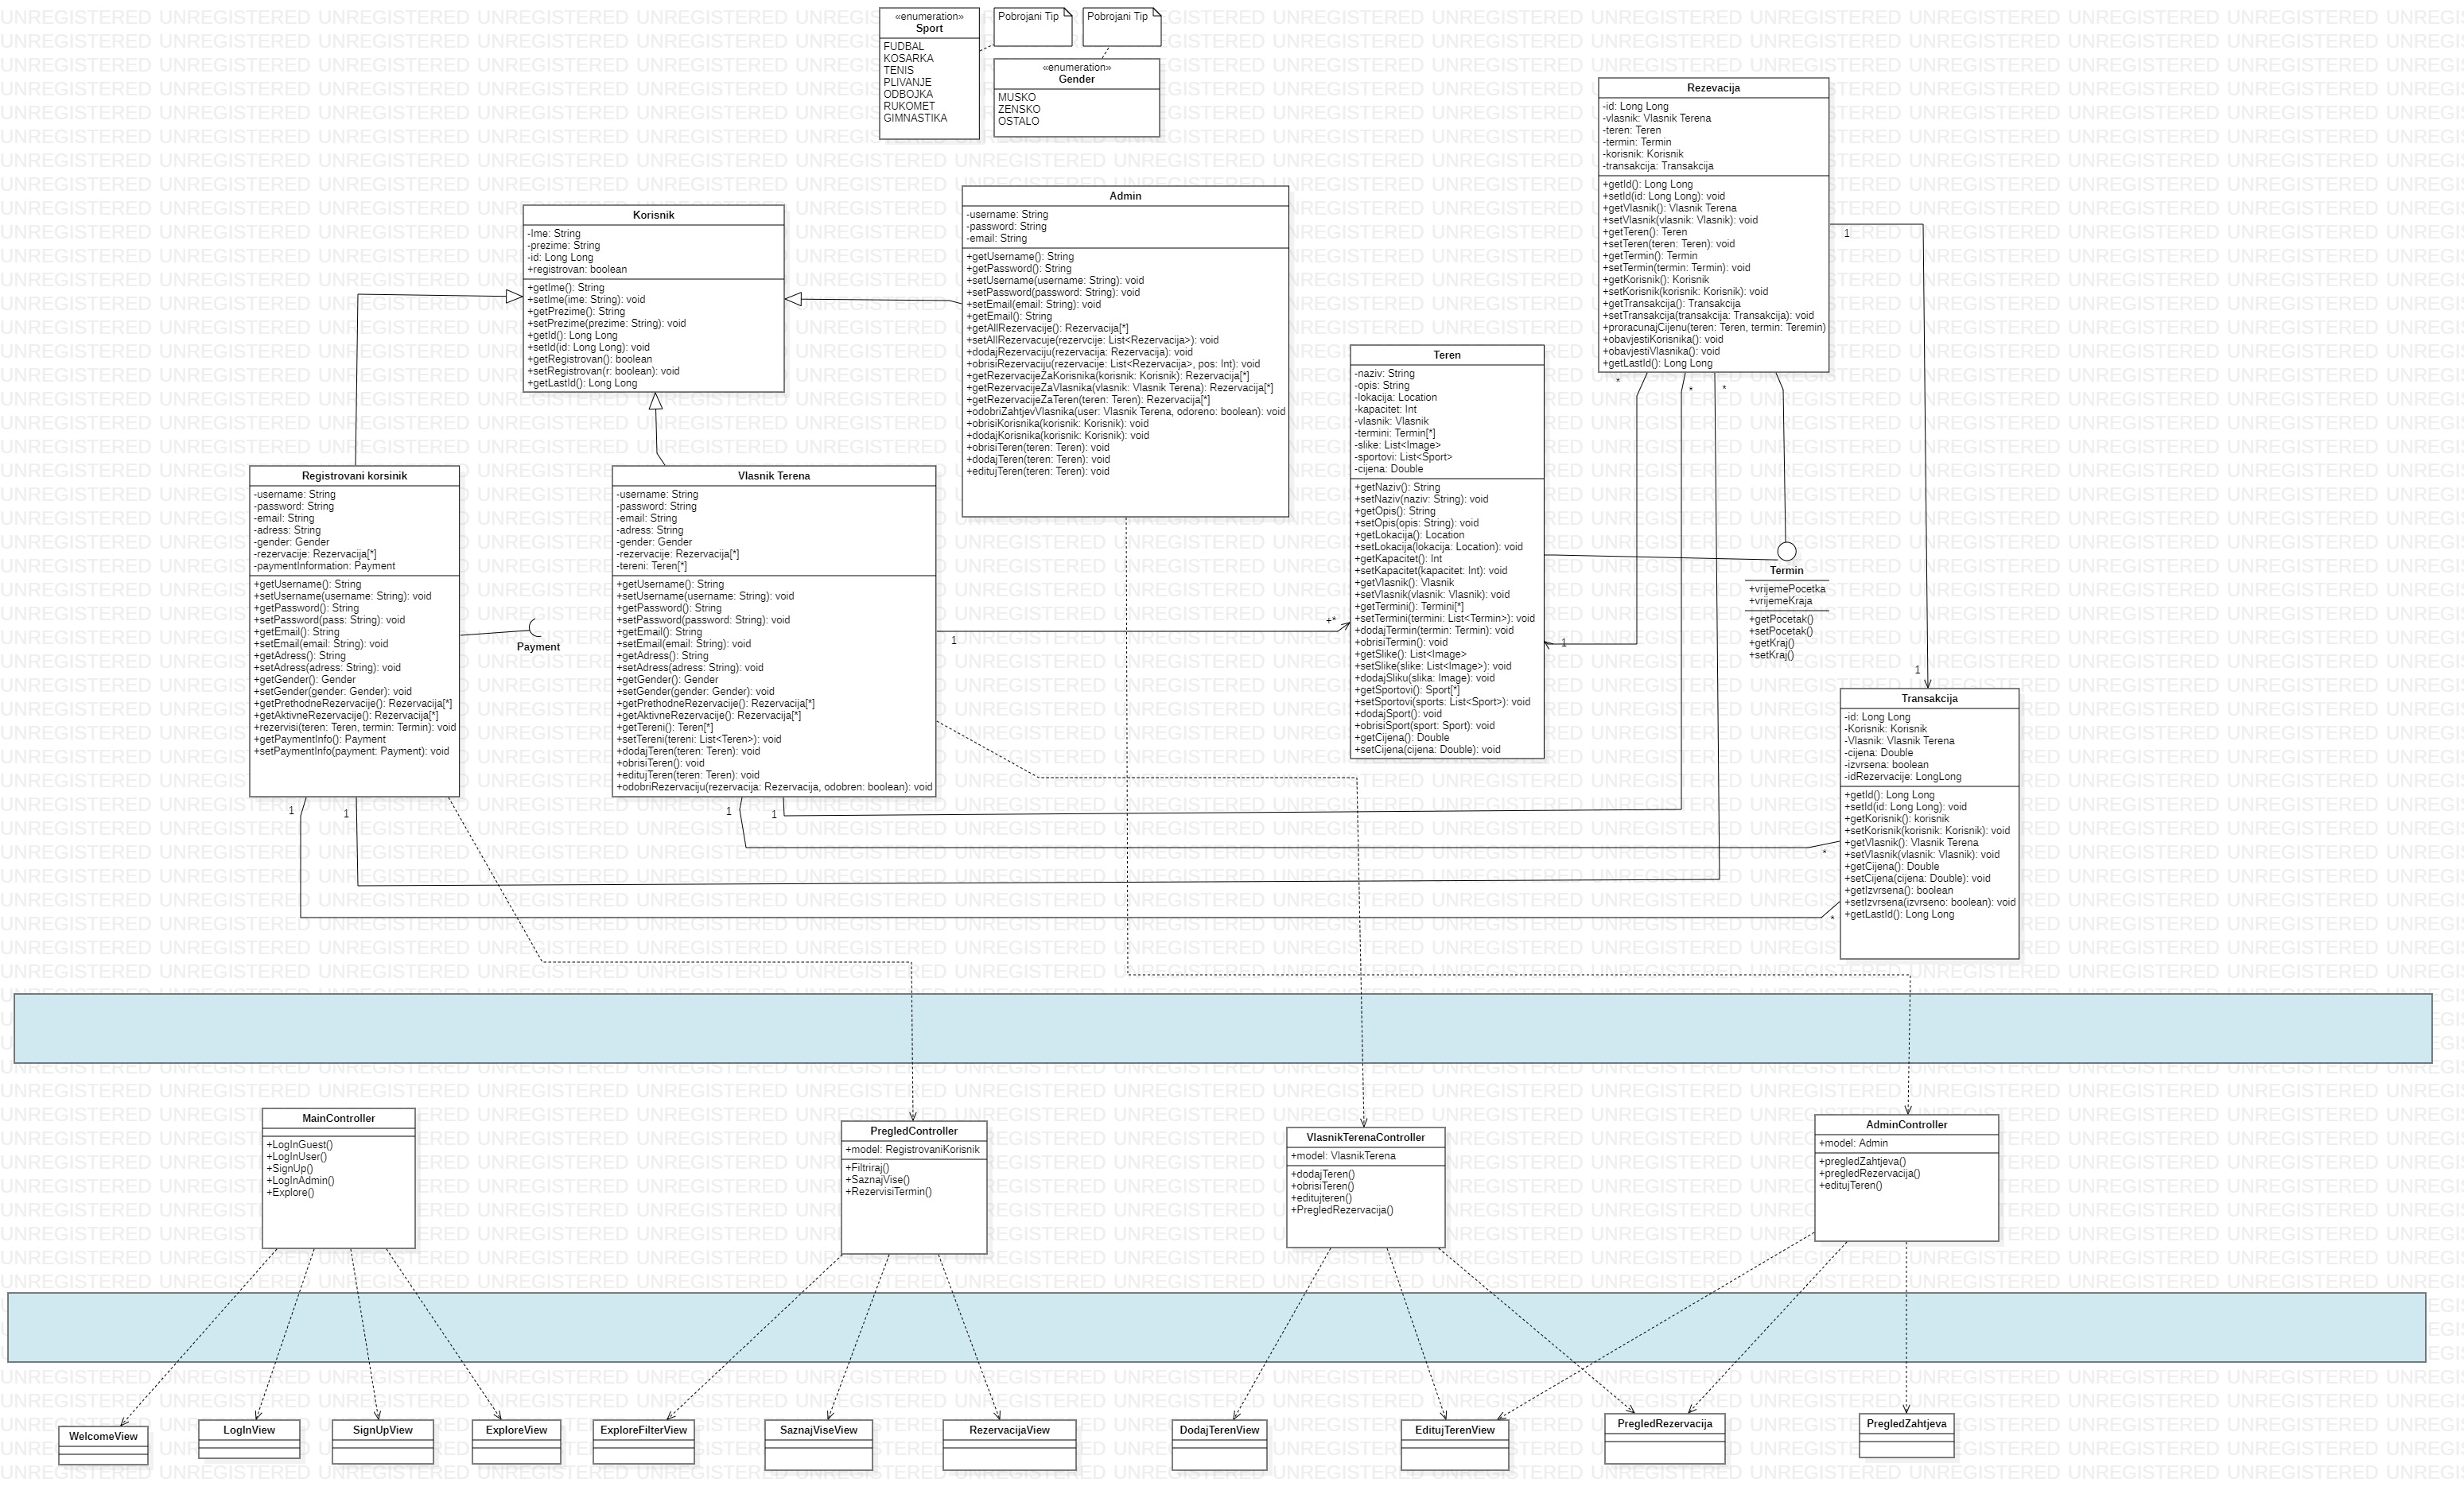 «enumeration»
Sport
FUDBAL
KOSARKA
TENIS
PLIVANJE
ODBOJKA
RUKOMET
GIMNASTIKA
Pobrojani Tip
Pobrojani Tip
«enumeration»
Gender
MUSKO
ZENSKO
OSTALO
Rezevacija
-id: Long Long
-vlasnik: Vlasnik Terena
-teren: Teren
-termin: Termin
-korisnik: Korisnik
-transakcija: Transakcija
+getId(): Long Long
+setId(id: Long Long): void
+getVlasnik(): Vlasnik Terena
+setVlasnik(vlasnik: Vlasnik): void
+getTeren(): Teren
+setTeren(teren: Teren): void
+getTermin(): Termin
+setTermin(termin: Termin): void
+getKorisnik(): Korisnik
+setKorisnik(korisnik: Korisnik): void
+getTransakcija(): Transakcija
+setTransakcija(transakcija: Transakcija): void
+proracunajCijenu(teren: Teren, termin: Teremin)
+obavjestiKorisnika(): void
+obavjestiVlasnika(): void
+getLastId(): Long Long
Korisnik
-Ime: String
-prezime: String
-id: Long Long
+registrovan: boolean
+getIme(): String
+setIme(ime: String): void
+getPrezime(): String
+setPrezime(prezime: String): void
+getId(): Long Long
+setId(id: Long Long): void
+getRegistrovan(): boolean
+setRegistrovan(r: boolean): void
+getLastId(): Long Long
Admin
-username: String
-password: String
-email: String
+getUsername(): String
+getPassword(): String
+setUsername(username: String): void
+setPassword(password: String): void
+setEmail(email: String): void
+getEmail(): String
+getAllRezervacije(): Rezervacija[*]
+setAllRezervacuje(rezervcije: List<Rezervacija>): void
+dodajRezervaciju(rezervacija: Rezervacija): void
+obrisiRezervaciju(rezervacije: List<Rezervacija>, pos: Int): void
+getRezervacijeZaKorisnika(korisnik: Korisnik): Rezervacija[*]
+getRezervacijeZaVlasnika(vlasnik: Vlasnik Terena): Rezervacija[*]
+getRezervacijeZaTeren(teren: Teren): Rezervacija[*]
+odobriZahtjevVlasnika(user: Vlasnik Terena, odoreno: boolean): void
+obrisiKorisnika(korisnik: Korisnik): void
+dodajKorisnika(korisnik: Korisnik): void
+obrisiTeren(teren: Teren): void
+dodajTeren(teren: Teren): void
+editujTeren(teren: Teren): void
Teren
-naziv: String
-opis: String
-lokacija: Location
-kapacitet: Int
-vlasnik: Vlasnik
-termini: Termin[*]
-slike: List<Image>
-sportovi: List<Sport>
-cijena: Double
+getNaziv(): String
+setNaziv(naziv: String): void
+getOpis(): String
+setOpis(opis: String): void
+getLokacija(): Location
+setLokacija(lokacija: Location): void
+getKapacitet(): Int
+setKapacitet(kapacitet: Int): void
+getVlasnik(): Vlasnik
+setVlasnik(vlasnik: Vlasnik): void
+getTermini(): Termini[*]
+setTermini(termini: List<Termin>): void
+dodajTermin(termin: Termin): void
+obrisiTermin(): void
+getSlike(): List<Image>
+setSlike(slike: List<Image>): void
+dodajSliku(slika: Image): void
+getSportovi(): Sport[*]
+setSportovi(sports: List<Sport>): void
+dodajSport(): void
+obrisiSport(sport: Sport): void
+getCijena(): Double
+setCijena(cijena: Double): void
Registrovani korsinik
-username: String
-password: String
-email: String
-adress: String
-gender: Gender
-rezervacije: Rezervacija[*]
-paymentInformation: Payment
+getUsername(): String
+setUsername(username: String): void
+getPassword(): String
+setPassword(pass: String): void
+getEmail(): String
+setEmail(email: String): void
+getAdress(): String
+setAdress(adress: String): void
+getGender(): Gender
+setGender(gender: Gender): void
+getPrethodneRezervacije(): Rezervacija[*]
+getAktivneRezervacije(): Rezervacija[*]
+rezervisi(teren: Teren, termin: Termin): void
+getPaymentInfo(): Payment
+setPaymentInfo(payment: Payment): void
Payment
Vlasnik Terena
-username: String
-password: String
-email: String
-adress: String
-gender: Gender
-rezervacije: Rezervacija[*]
-tereni: Teren[*]
+getUsername(): String
+setUsername(username: String): void
+getPassword(): String
+setPassword(password: String): void
+getEmail(): String
+setEmail(email: String): void
+getAdress(): String
+setAdress(adress: String): void
+getGender(): Gender
+setGender(gender: Gender): void
+getPrethodneRezervacije(): Rezervacija[*]
+getAktivneRezervacije(): Rezervacija[*]
+getTereni(): Teren[*]
+setTereni(tereni: List<Teren>): void
+dodajTeren(teren: Teren): void
+obrisiTeren(): void
+editujTeren(teren: Teren): void
+odobriRezervaciju(rezervacija: Rezervacija, odobren: boolean): void
Termin
+vrijemePocetka
+vrijemeKraja
+getPocetak()
+setPocetak()
+getKraj()
+setKraj()
Transakcija
-id: Long Long
-Korisnik: Korisnik
-Vlasnik: Vlasnik Terena
-cijena: Double
-izvrsena: boolean
-idRezervacije: LongLong
+getId(): Long Long
+setId(id: Long Long): void
+getKorisnik(): korisnik
+setKorisnik(korisnik: Korisnik): void
+getVlasnik(): Vlasnik Terena
+setVlasnik(vlasnik: Vlasnik): void
+getCijena(): Double
+setCijena(cijena: Double): void
+getIzvrsena(): boolean
+setIzvrsena(izvrseno: boolean): void
+getLastId(): Long Long
1
1
*
*
*
1
1
+*
1
1
1
1
*
*
MainController
+LogInGuest()
+LogInUser()
+SignUp()
+LogInAdmin()
+Explore()
PregledController
+model: RegistrovaniKorisnik
+Filtriraj()
+SaznajVise()
+RezervisiTermin()
VlasnikTerenaController
+model: VlasnikTerena
+dodajTeren()
+obrisiTeren()
+editujteren()
+PregledRezervacija()
AdminController
+model: Admin
+pregledZahtjeva()
+pregledRezervacija()
+editujTeren()
WelcomeView
LogInView
SignUpView
ExploreView
ExploreFilterView
SaznajViseView
RezervacijaView
DodajTerenView
EditujTerenView
PregledRezervacija
PregledZahtjeva
UNREGISTERED